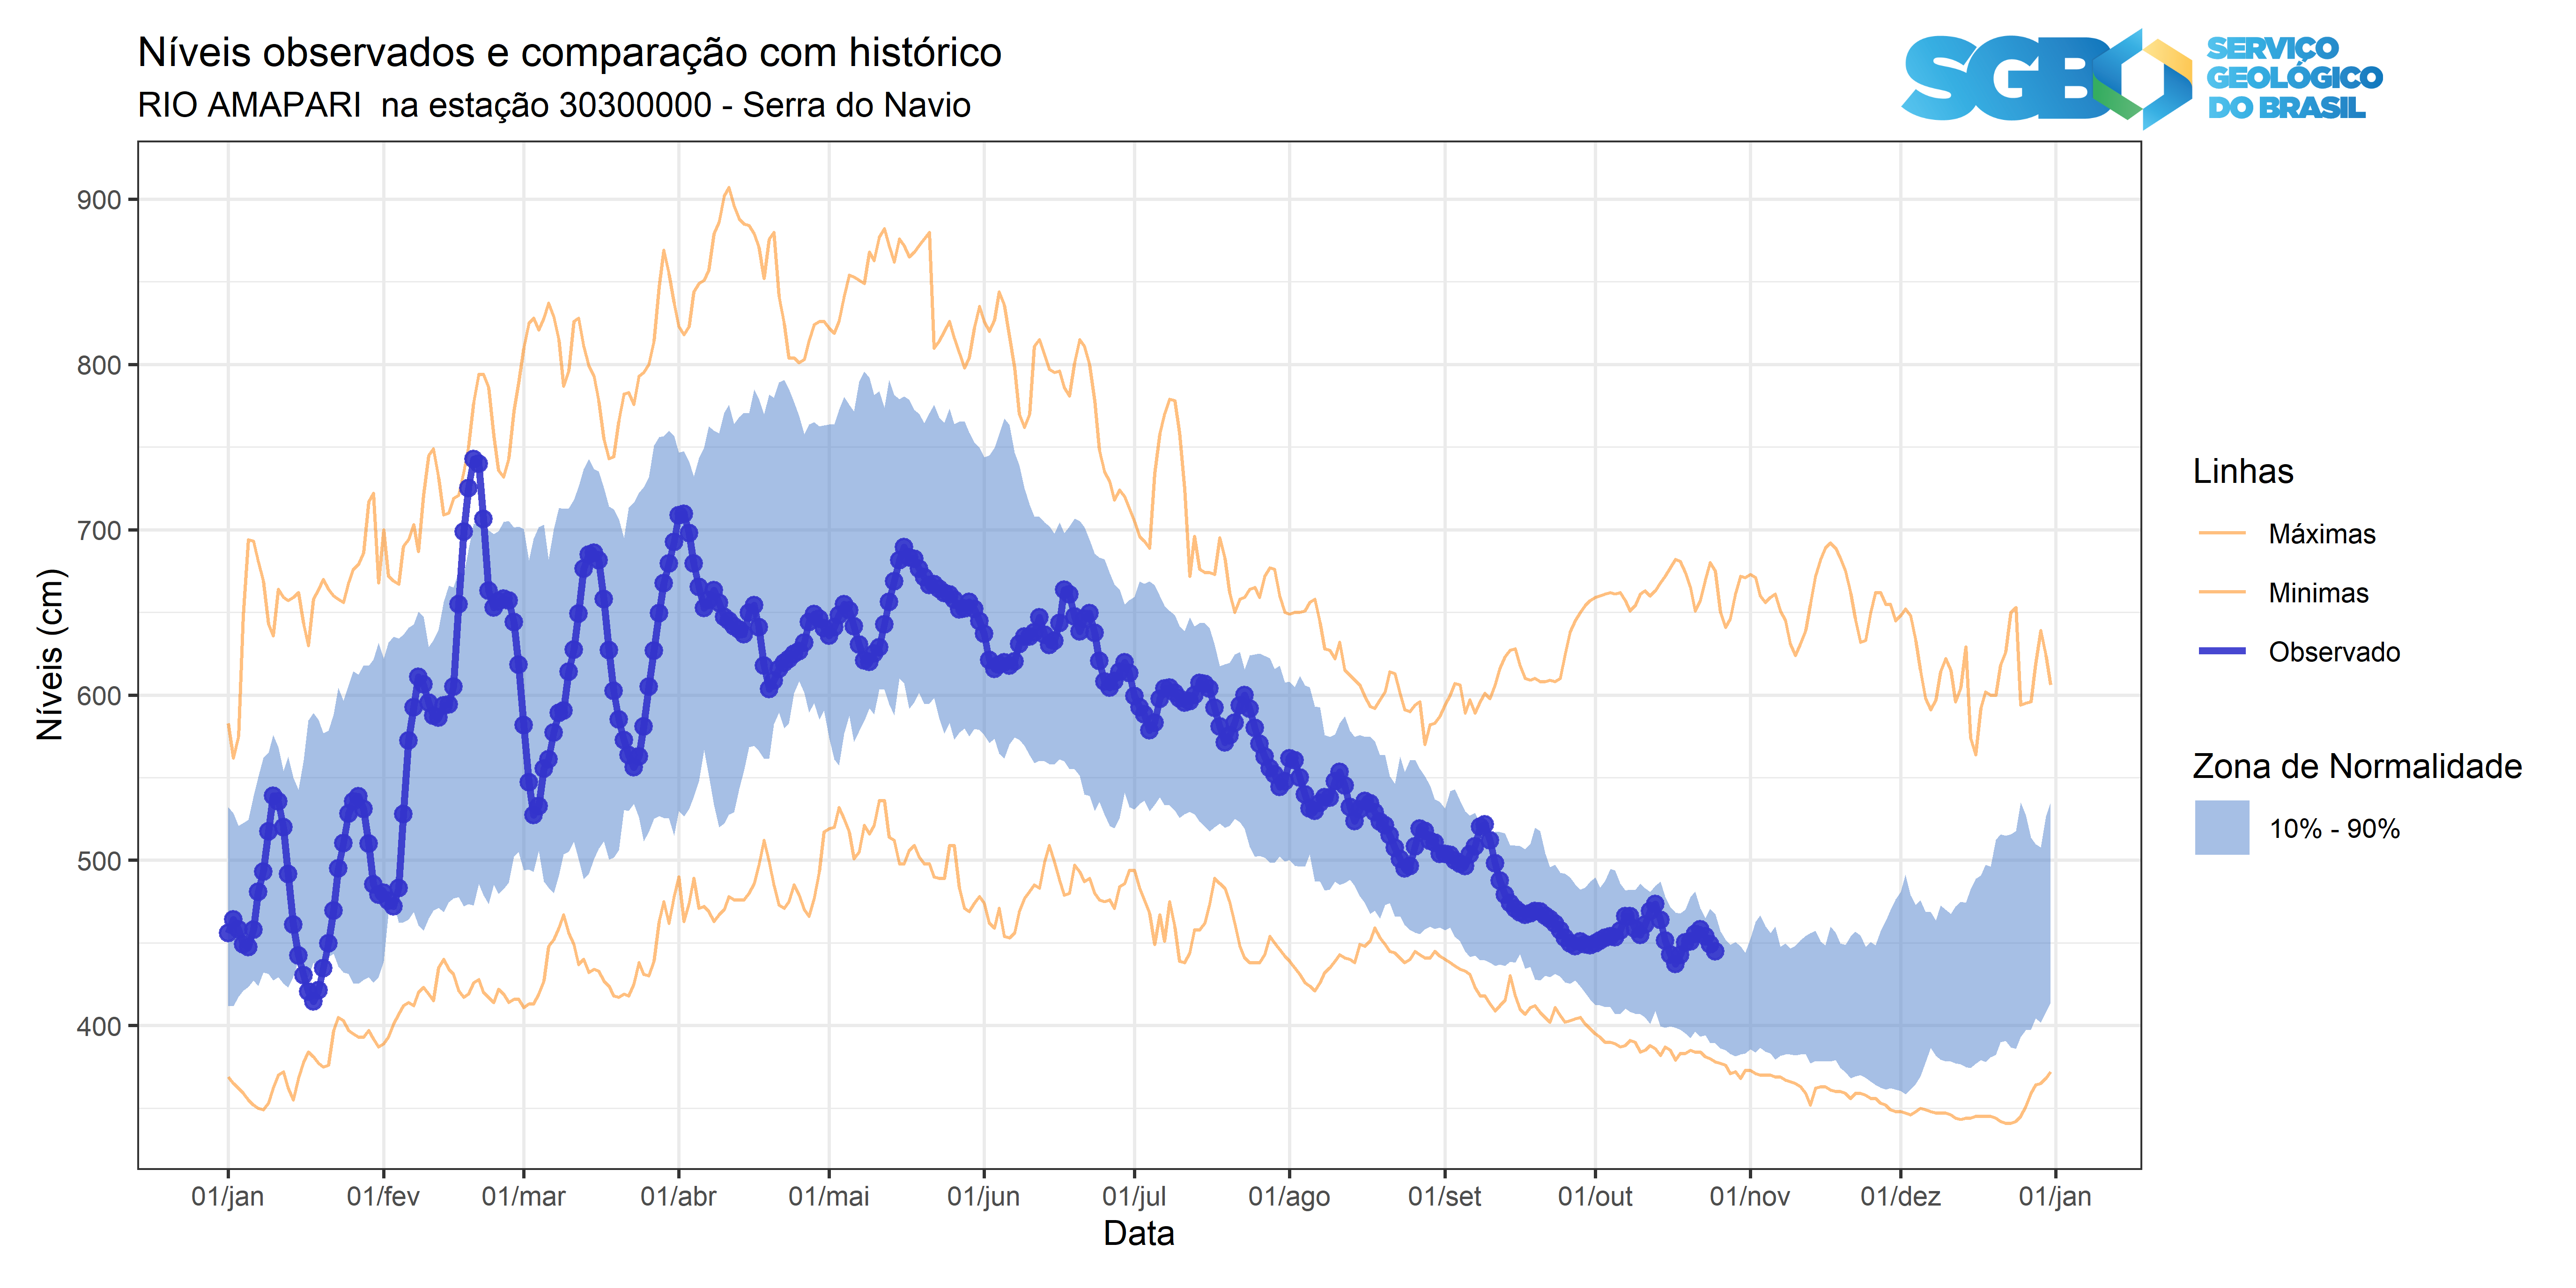 Níveis observados e comparação com histórico
RIO AMAPARI  na estação 30300000 - Serra do Navio
SGB
SERVIÇO
GEOLÓGICO
DO BRASIL
Níveis (cm)
900
800
700
600
500
400
01/jan
01/fev
01/mar
01/abr
01/mai
01/jun
01/jul
01/ago
01/set
01/out
01/nov
01/dez
01/jan
Data
Linhas
Máximas
Minimas
Observado
Zona de Normalidade
10% - 90%